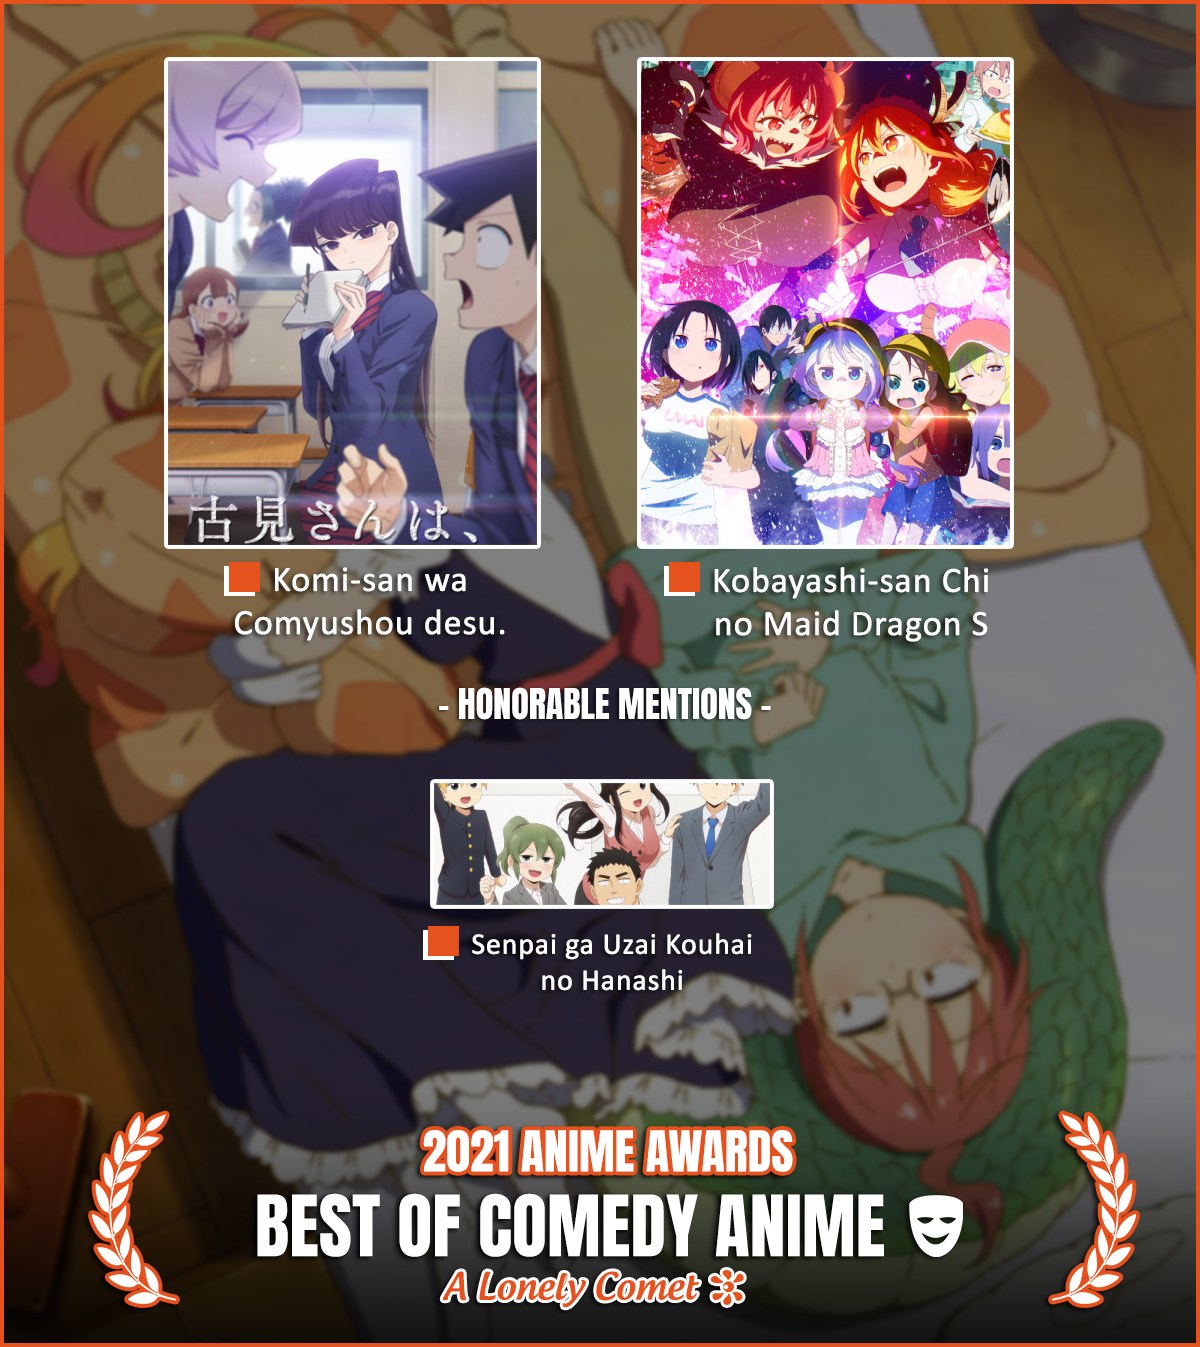 古見さんは、
Komi-san wa
Comyushou desu.
Kobayashi-san Chi
no Maid Dragon S
- HONORABLE MENTIONS -
Senpai ga Uzai Kouhai
no Hanashi
2021 ANIME AWARDS
BEST OF COMEDY ANIME
A Lonely Comet